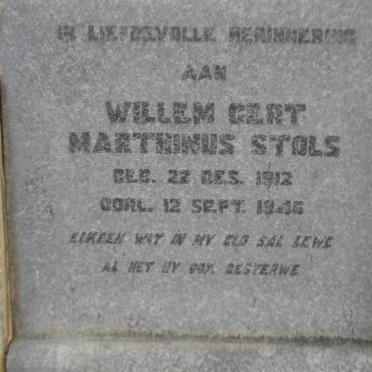 IN LIEFDEVOLLE HERINNERING
AAN
WILLEM GERT
MARTHINUS STOLS
GEB. 22 DES. 1912
OORL. 12 SEPT. 1946
ELKEEN WAT IN MY GLO SAL LEWE
AL HET HY OOK GESTERWE